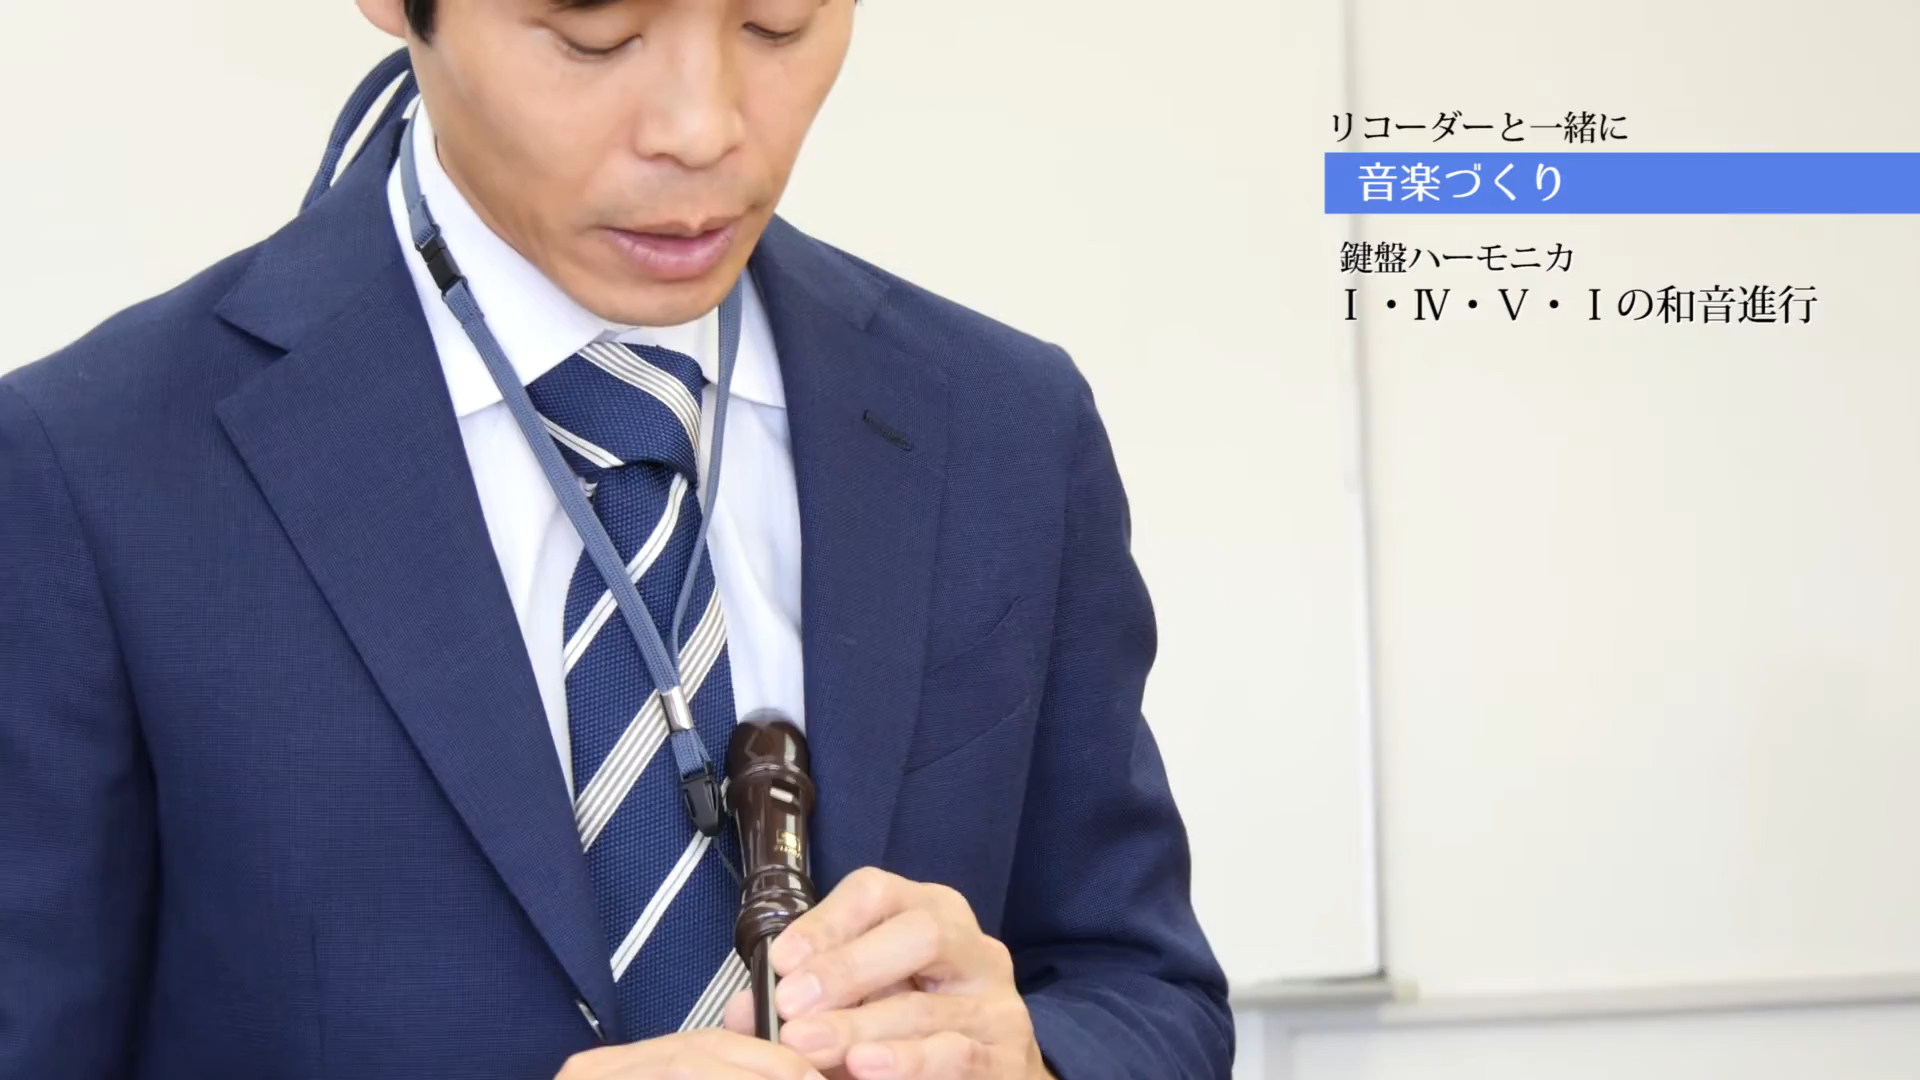 リコーダーと一緒に
音楽づくり
鍵盤ハーモニカ
Ⅰ・Ⅳ・Ⅴ・Ⅰの和音進行